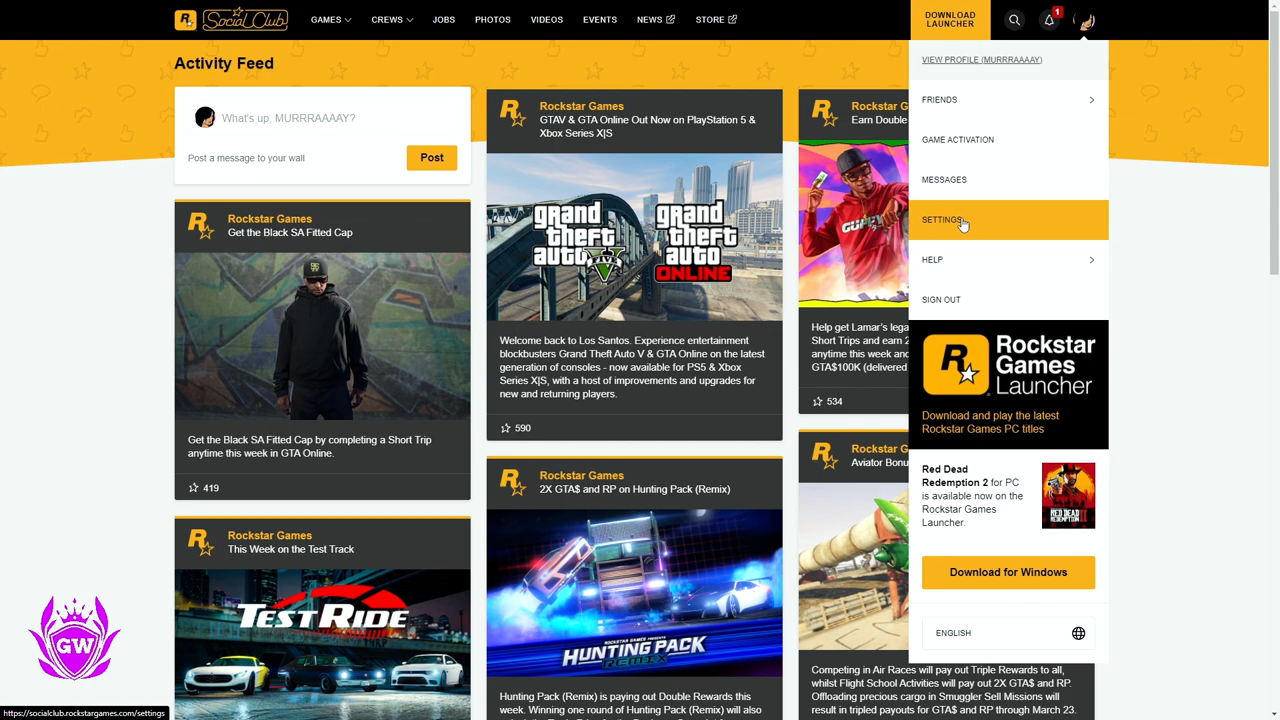 R
Social Club
GAMES
CREWS
JOBS
PHOTOS
VIDEOS
EVENTS
NEWS
STORE
DOWNLOAD
LAUNCHER
1
Activity Feed
What's up, MURRRAAAAY?
Post a message to your wall
Post
R
Rockstar Games
Get the Black SA Fitted Cap
Get the Black SA Fitted Cap by completing a Short Trip
anytime this week in GTA Online.
419
R
Rockstar Games
This Week on the Test Track
TEST RIDE
R
Rockstar Games
GTAV & GTA Online Out Now on PlayStation 5 &
Xbox Series X|S
grand
theft
auto
V
FIVE
grand
theft
auto
ONLINE
Welcome back to Los Santos. Experience entertainment
blockbusters Grand Theft Auto V & GTA Online on the latest
generation of consoles - now available for PS5 & Xbox
Series X|S, with a host of improvements and upgrades for
new and returning players.
590
R
Rockstar Games
2X GTA$ and RP on Hunting Pack (Remix)
ROCKSTAR GAMES PRESENTS
HUNTING PACK
REMIX
Hunting Pack (Remix) is paying out Double Rewards this
week. Winning one round of Hunting Pack (Remix) will also
R
Rockstar Ga
Earn Double
GUFFY
Help get Lamar's lega
Short Trips and earn 2
anytime this week and
GTA$100K (delivered
534
R
Rockstar G
Aviator Bonu
Competing in Air Races will pay out Triple Rewards to all,
whilst Flight School Activities will pay out 2X GTA$ and RP.
Offloading precious cargo in Smuggler Sell Missions will
result in tripled payouts for GTA$ and RP through March 23.
VIEW PROFILE (MURRRAAAAY)
FRIENDS
GAME ACTIVATION
MESSAGES
SETTINGS
HELP
SIGN OUT
R
Rockstar
Games
Launcher
Download and play the latest
Rockstar Games PC titles
Red Dead
Redemption 2 for PC
is available now on the
Rockstar Games
Launcher.
RED DEAD
REDEMPTION
II
Download for Windows
ENGLISH
GW
https://socialclub.rockstargames.com/settings